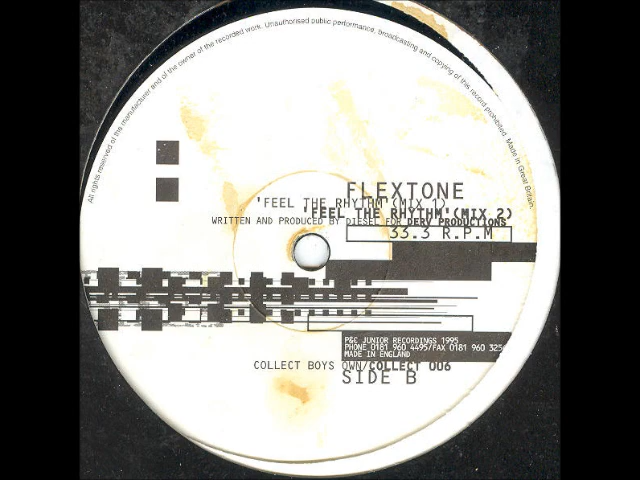 All rights reserved of the manufacturer and of the owner of the recorded work. Unauthorised public performance, broadcasting and copying of this record prohibited. Made in Great Britain.
FLEXTONE
'FEEL THE RHYTHM'(MIX 1)
'FEEL THE RHYTHM'(MIX 2)
WRITTEN AND PRODUCED BY DIESEL FOR DERV PRODUCTIONS
33.3 R.P.M
P&C JUNIOR RECORDINGS 1995
PHONE 0181 960 4495/FAX 0181 960 3256
MADE IN ENGLAND
COLLECT BOYS OWN/COLLECT 006
SIDE B